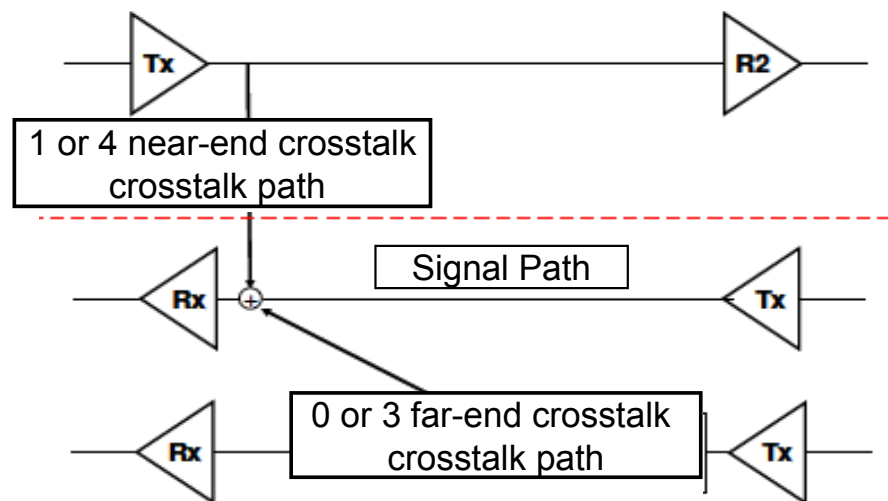 Tx
R2
1 or 4 near-end crosstalk
crosstalk path
Signal Path
Rx
+
Tx
0 or 3 far-end crosstalk
crosstalk path
Rx
Tx